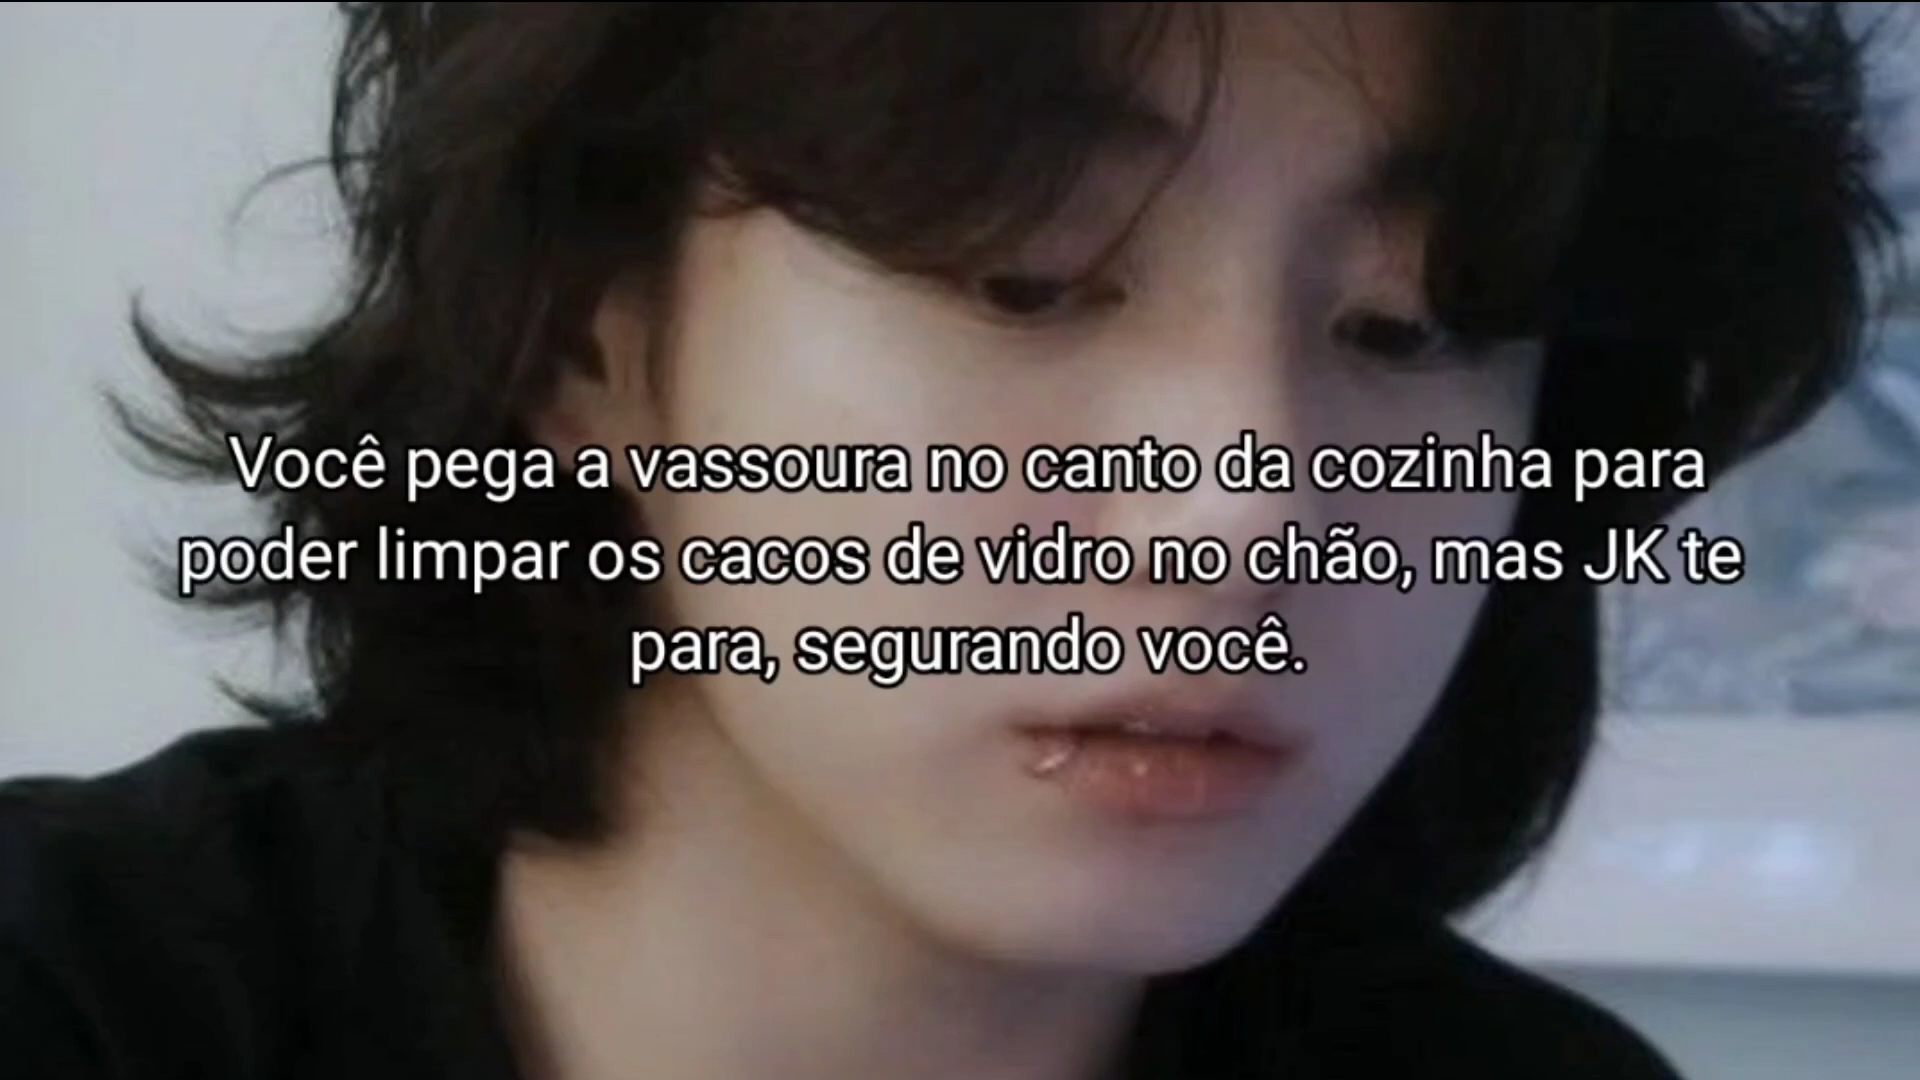 Você pega a vassoura no canto da cozinha para
poder limpar os cacos de vidro no chão, mas JK te
para, segurando você.